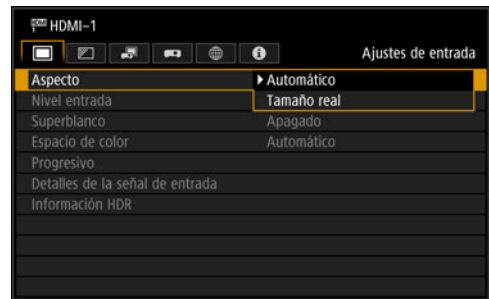 HDMI HDMI-1
Ajustes de entrada
Aspecto Automático
Nivel entrada Tamaño real
Superblanco Apagado
Espacio de color Automático
Progresivo
Detalles de la señal de entrada
Información HDR